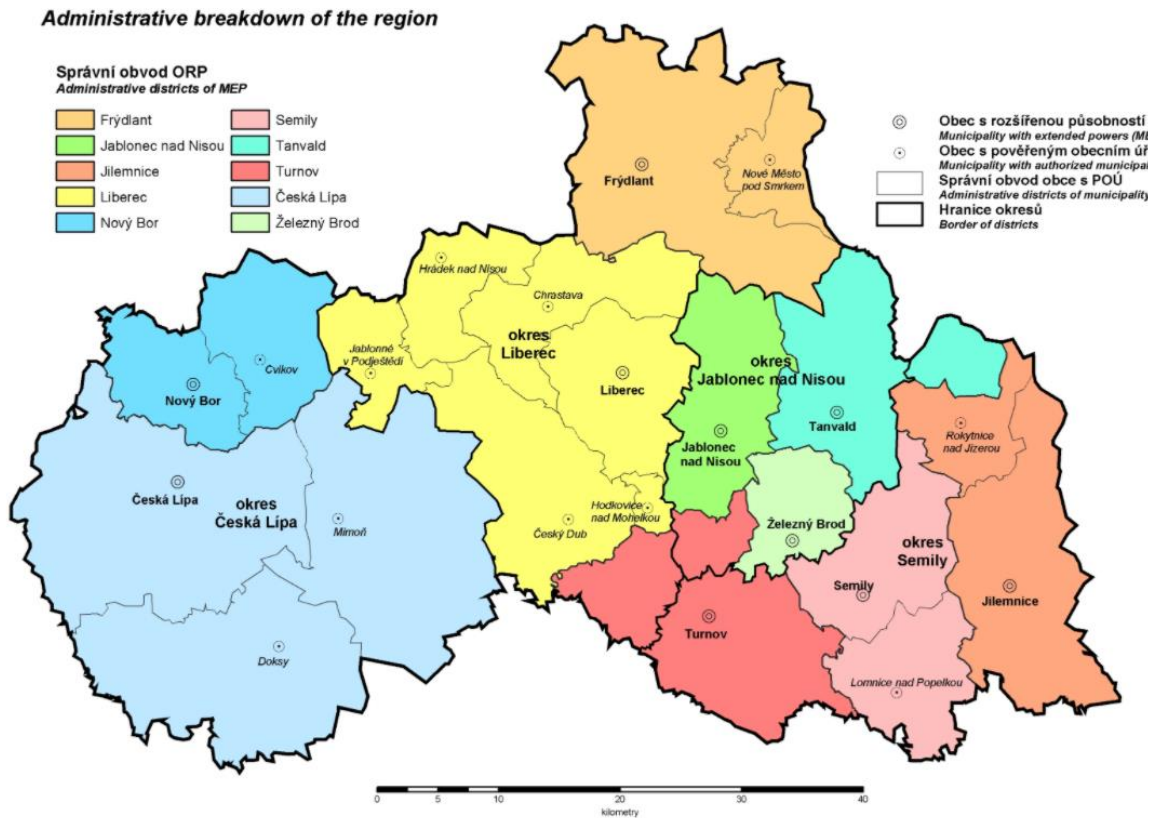 Administrative breakdown of the region
Správní obvod ORP
Administrative districts of MEP
Frýdlant
Jablonec nad Nisou
Jilemnice
Liberec
Nový Bor
Semily
Tanvald
Turnov
Česká Lípa
Železný Brod
Obec s rozšířenou působností
Municipality with extended powers (ME
Obec s pověřeným obecním úř
Municipality with authorized municipal
Správní obvod obce s POÚ
Administrative districts of municipality
Hranice okresů
Border of districts
Frýdlant
Nové Město
pod Smrkem
Hrádek nad Nisou
Chrastava
okres
Liberec
Jablonné
v Podještědí
Cvikov
Nový Bor
Liberec
okres
Jablonec nad Nisou
Tanvald
Jablonec
nad Nisou
Rokytnice
nad Jizerou
Česká Lípa
okres
Česká Lípa
Mimoň
Český Dub
Hodkovice
nad Mohelkou
Železný Brod
okres
Semily
Semily
Jilemnice
Turnov
Doksy
Lomnice nad Popelkou
0 5 10 20 30 40
kilometry